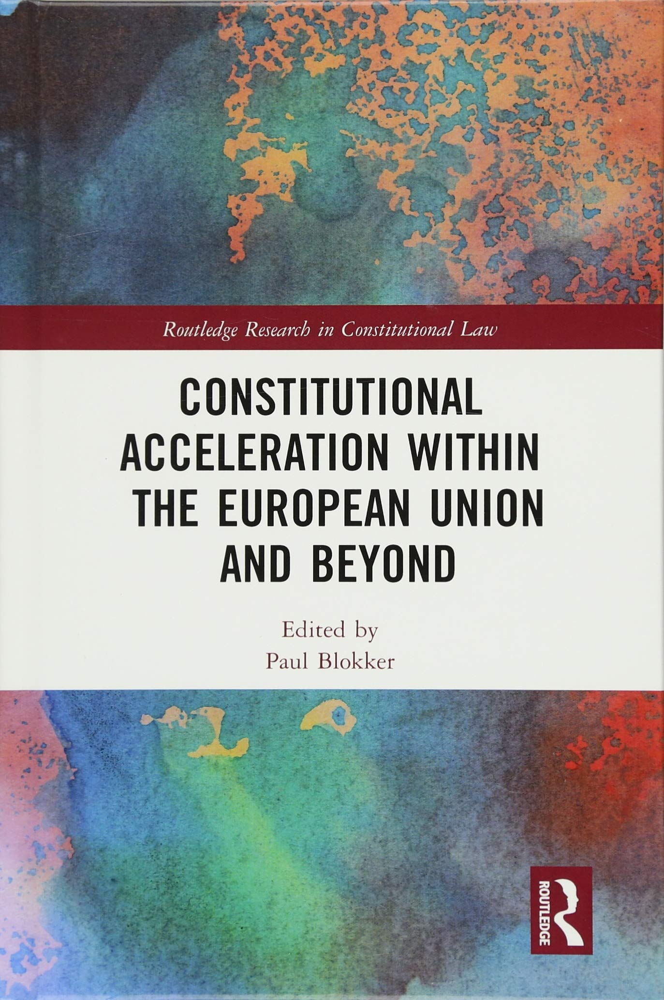 Routledge Research in Constitutional Law
CONSTITUTIONAL
ACCELERATION WITHIN
THE EUROPEAN UNION
AND BEYOND
Edited by
Paul Blokker
ROUTLEDGE